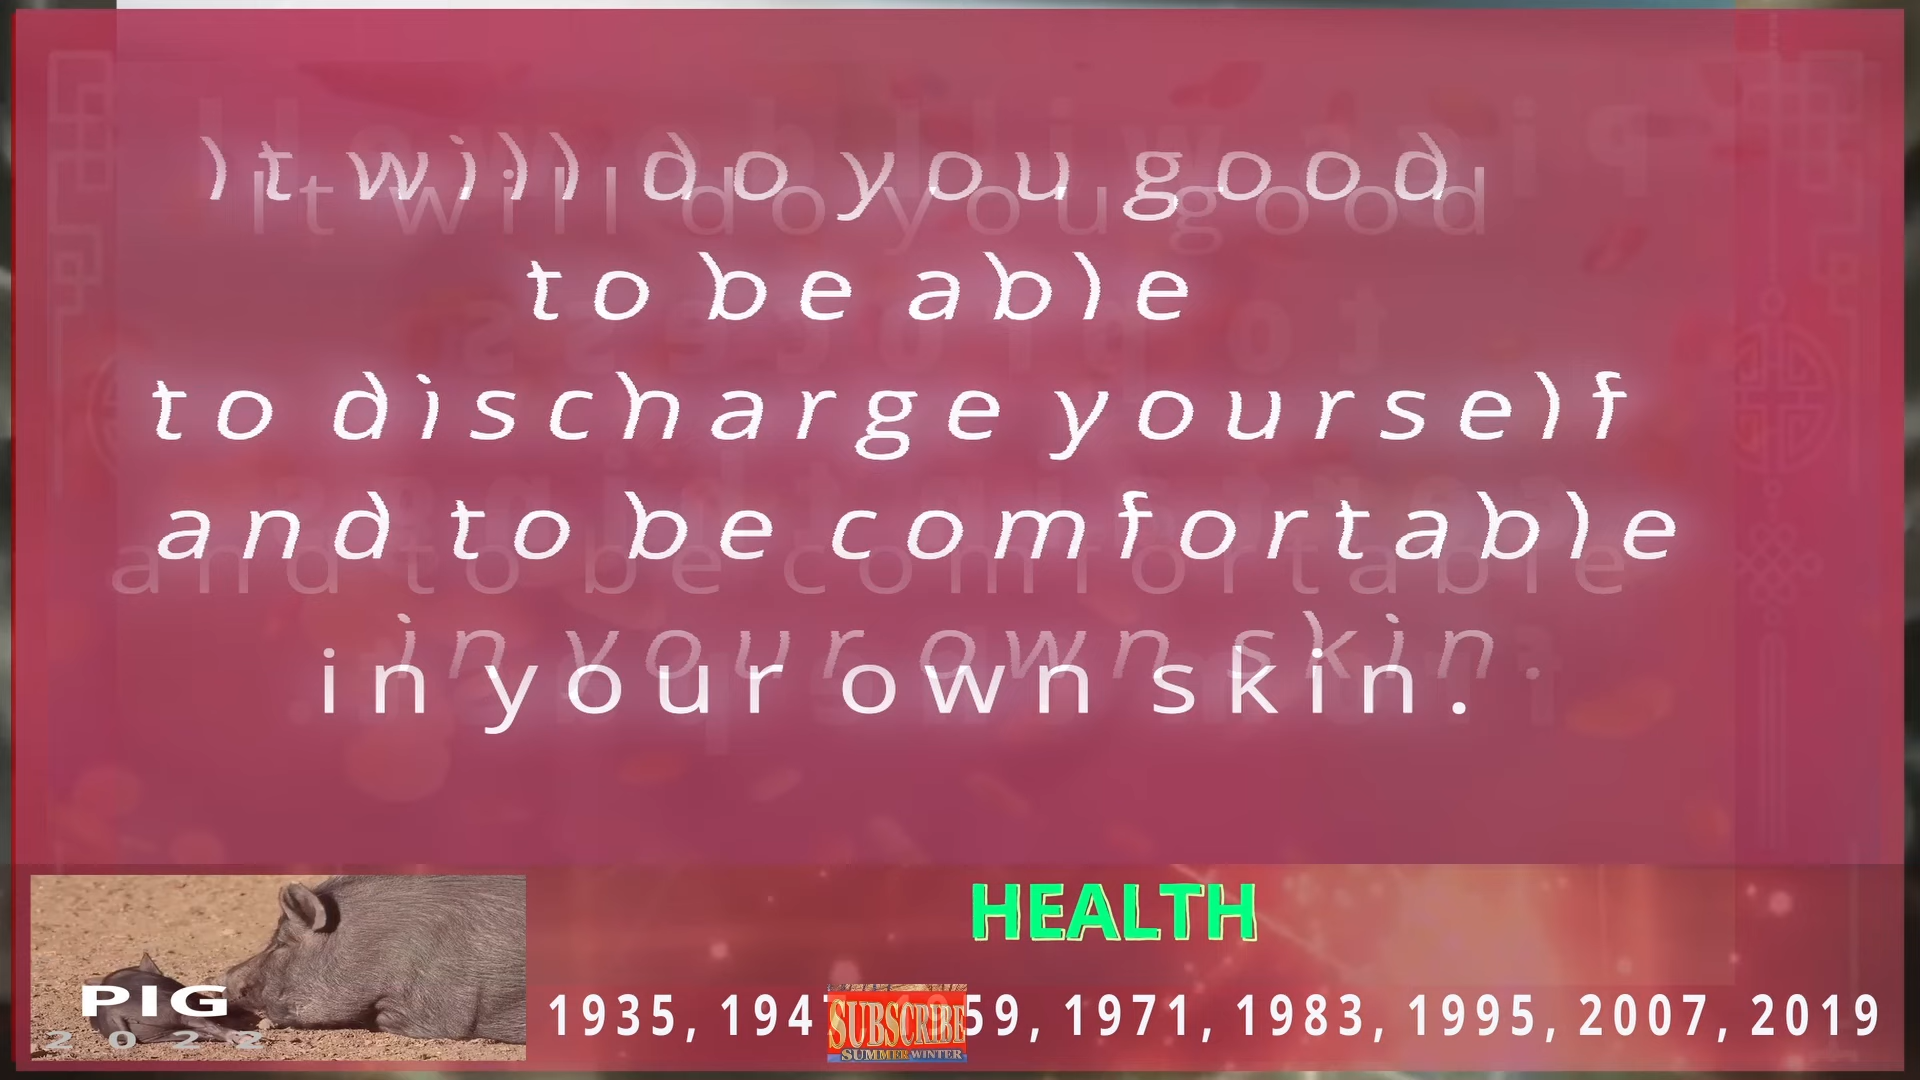 It will do you good
to be able
to discharge yourself
and to be comfortable
in your own skin.
HEALTH
PIG
2022
1935, 1947, 1959, 1971, 1983, 1995, 2007, 2019
SUBSCRIBE
SUMMER WINTER